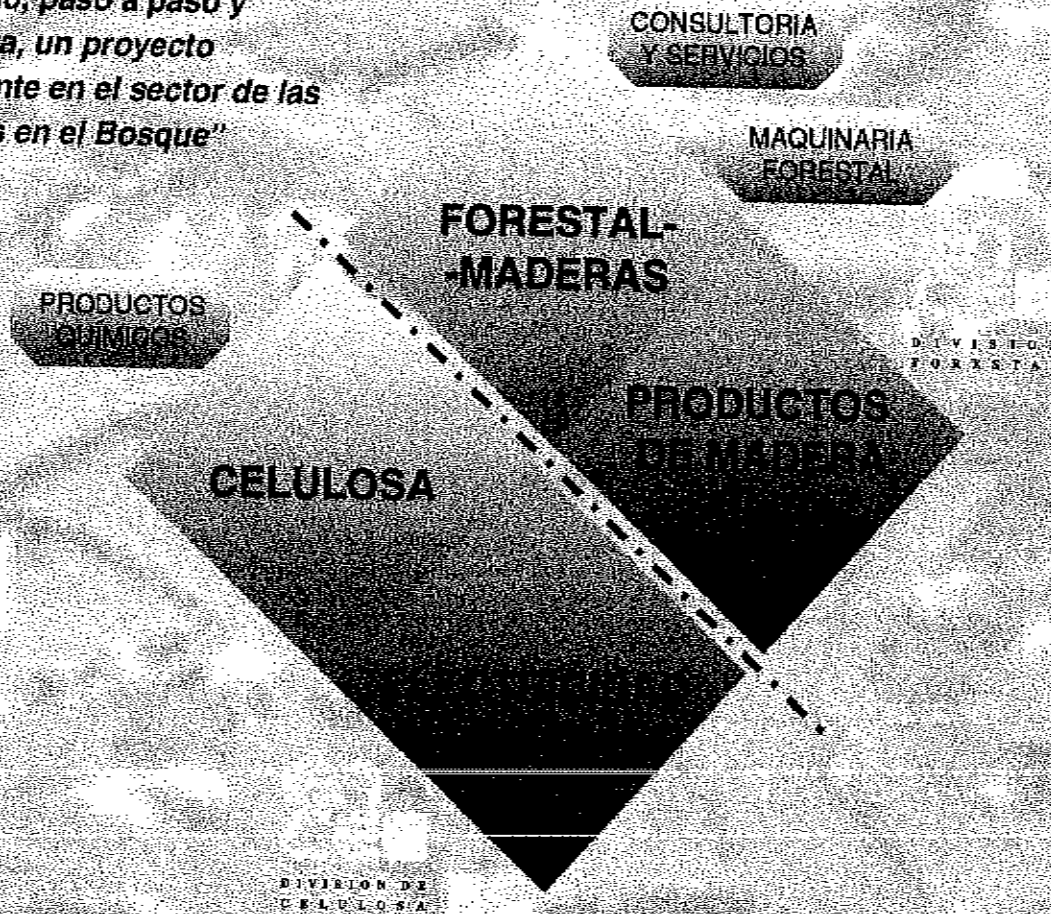 paso a paso y
un proyecto
en el sector de las
en el Bosque"
CONSULTORIA
Y SERVICIOS
MAQUINARIA
FORESTAL
FORESTAL-
-MADERAS
PRODUCTOS
QUIMICOS
PRODUCTOS
DE MADERA
CELULOSA
DIVISION DE
CELULOSA